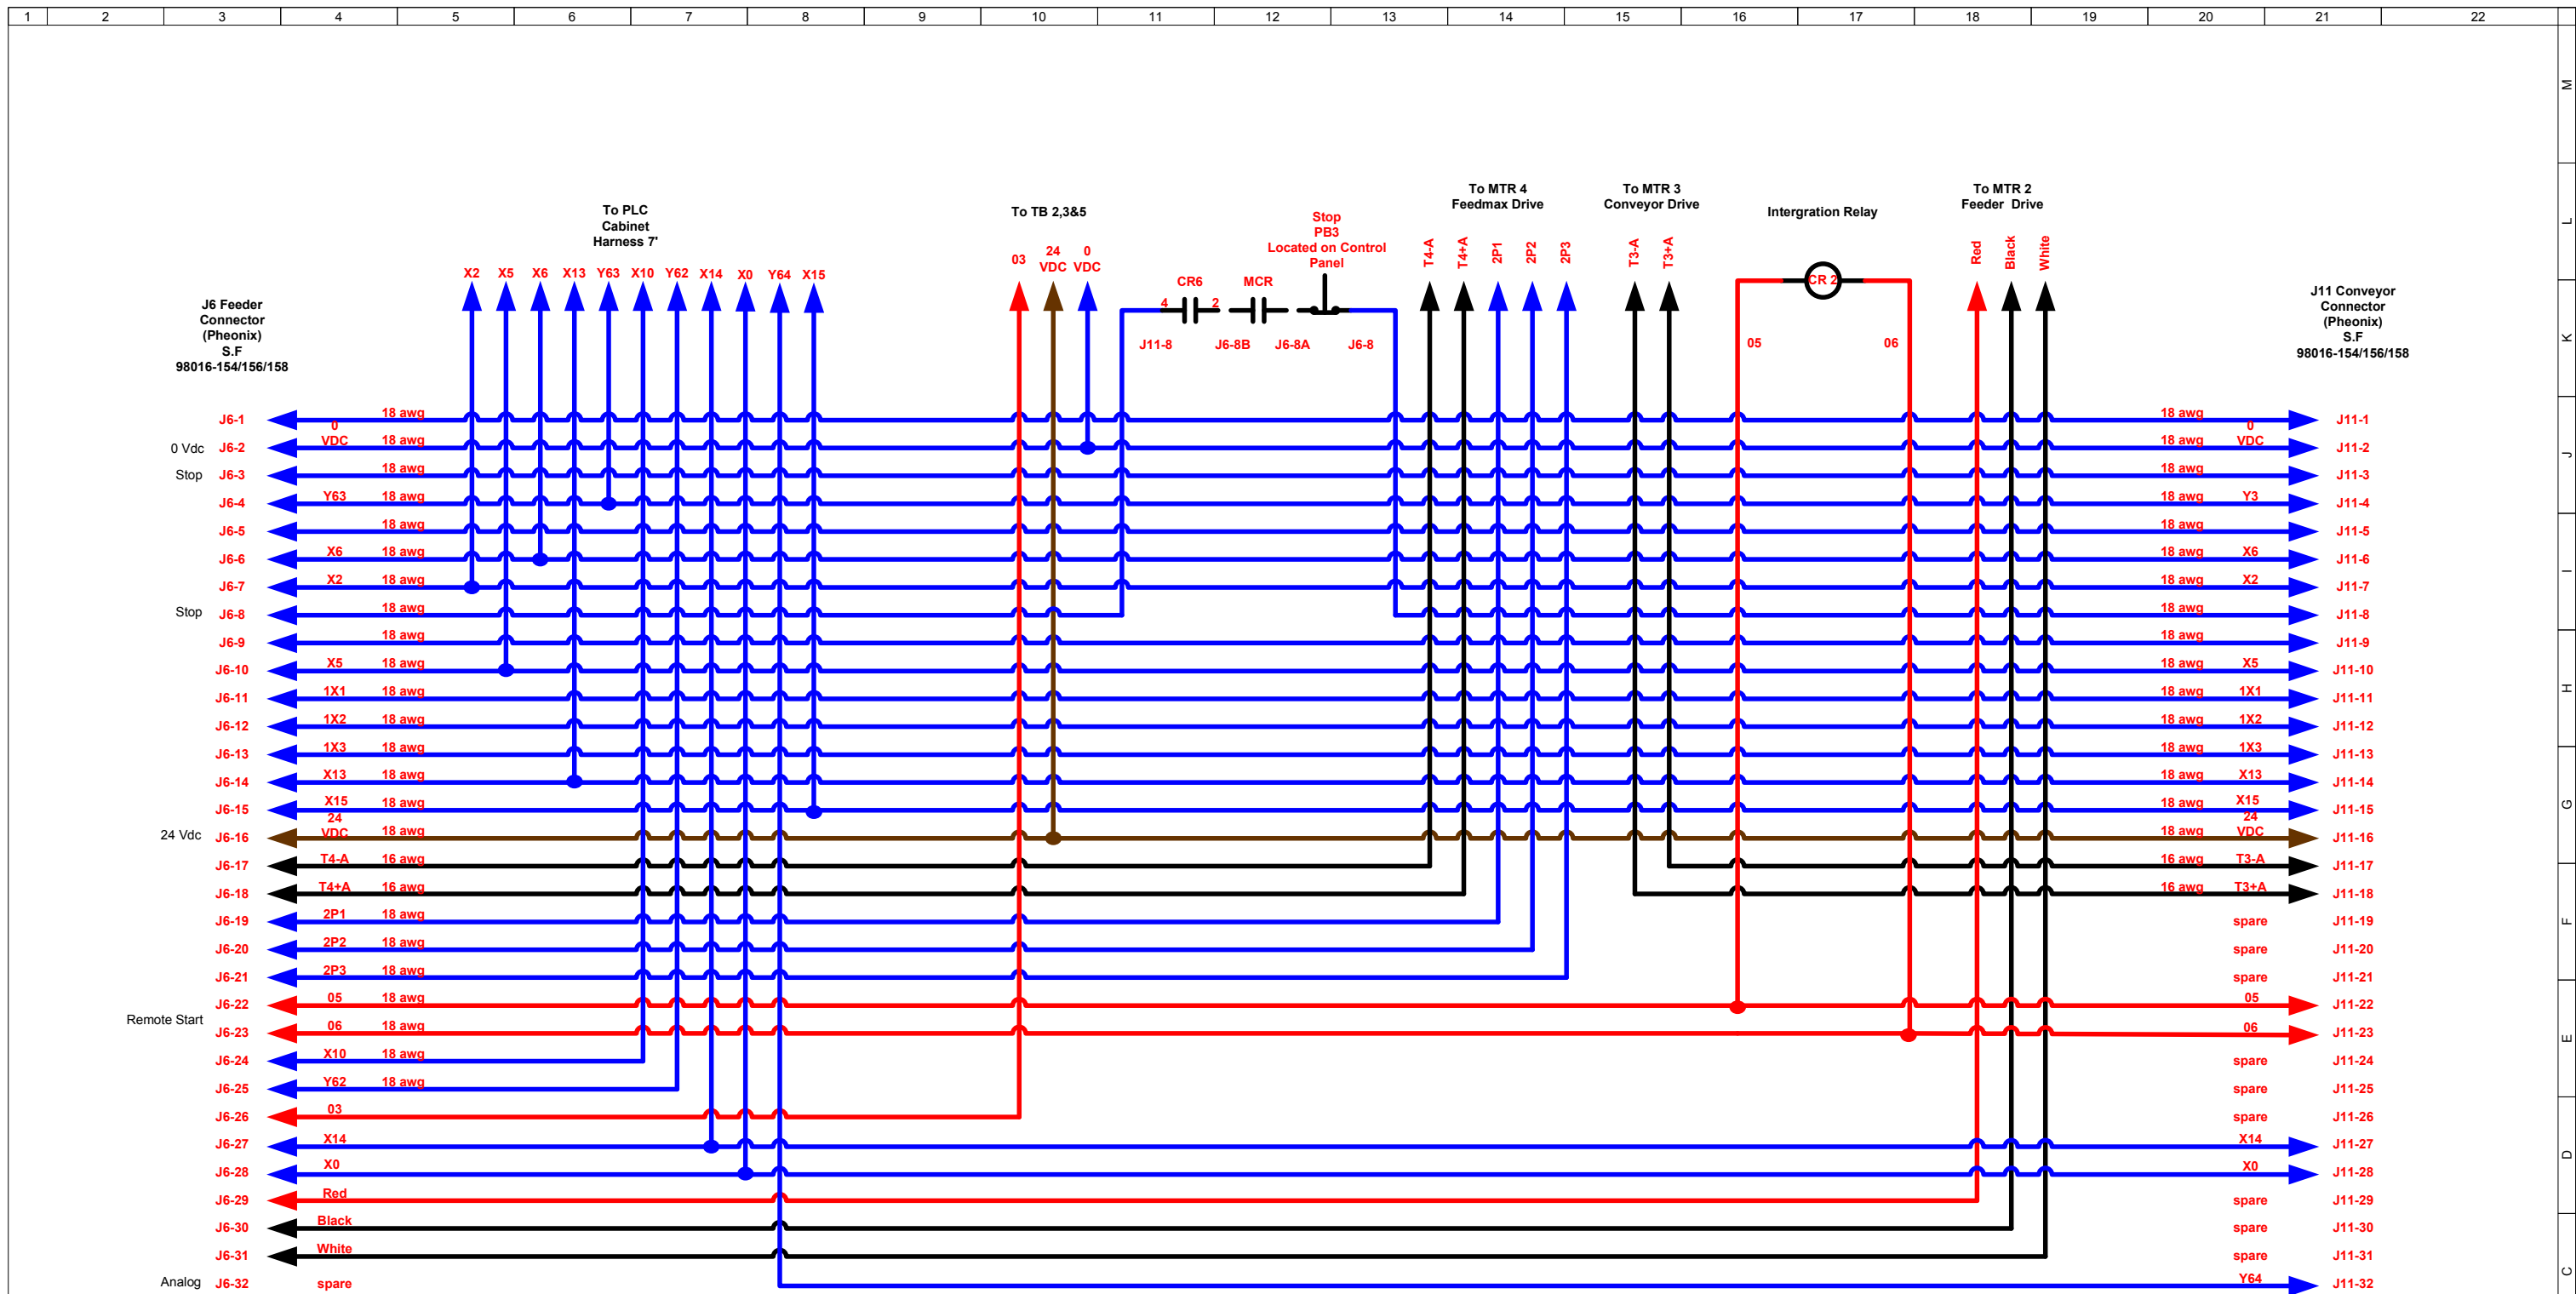 1 2 3 4 5 6 7 8 9 10 11 12 13 14 15 16 17 18 19 20 21 22
M
L
K
J
I
H
G
F
E
D
C
J6 Feeder
Connector
(Pheonix)
S.F
98016-154/156/158
To PLC
Cabinet
Harness 7'
X2 X5 X6 X13 Y63 X10 Y62 X14 X0 Y64 X15
To TB 2,3&5
03
24
VDC
0
VDC
CR6
4 2
MCR
Stop
PB3
Located on Control
Panel
J11-8 J6-8B J6-8A J6-8
To MTR 4
Feedmax Drive
T4-A
T4+A
2P1
2P2
2P3
To MTR 3
Conveyor Drive
T3-A
T3+A
Intergration Relay
CR 2
05 06
To MTR 2
Feeder Drive
Red
Black
White
J11 Conveyor
Connector
(Pheonix)
S.F
98016-154/156/158
J6-1 18 awg 18 awg J11-1
0 Vdc J6-2 0 VDC 18 awg 18 awg 0 VDC J11-2
Stop J6-3 18 awg 18 awg J11-3
J6-4 Y63 18 awg 18 awg Y3 J11-4
J6-5 18 awg 18 awg J11-5
J6-6 X6 18 awg 18 awg X6 J11-6
J6-7 X2 18 awg 18 awg X2 J11-7
Stop J6-8 18 awg 18 awg J11-8
J6-9 18 awg 18 awg J11-9
J6-10 X5 18 awg 18 awg X5 J11-10
J6-11 1X1 18 awg 18 awg 1X1 J11-11
J6-12 1X2 18 awg 18 awg 1X2 J11-12
J6-13 1X3 18 awg 18 awg 1X3 J11-13
J6-14 X13 18 awg 18 awg X13 J11-14
J6-15 X15 18 awg 18 awg X15 J11-15
24 Vdc J6-16 24 VDC 18 awg 18 awg 24 VDC J11-16
J6-17 T4-A 16 awg 16 awg T3-A J11-17
J6-18 T4+A 16 awg 16 awg T3+A J11-18
J6-19 2P1 18 awg spare J11-19
J6-20 2P2 18 awg spare J11-20
J6-21 2P3 18 awg spare J11-21
J6-22 05 18 awg 05 J11-22
Remote Start
J6-23 06 18 awg 06 J11-23
J6-24 X10 18 awg spare J11-24
J6-25 Y62 18 awg spare J11-25
J6-26 03 spare J11-26
J6-27 X14 X14 J11-27
J6-28 X0 X0 J11-28
J6-29 Red spare J11-29
J6-30 Black spare J11-30
J6-31 White spare J11-31
Analog J6-32 spare Y64 J11-32